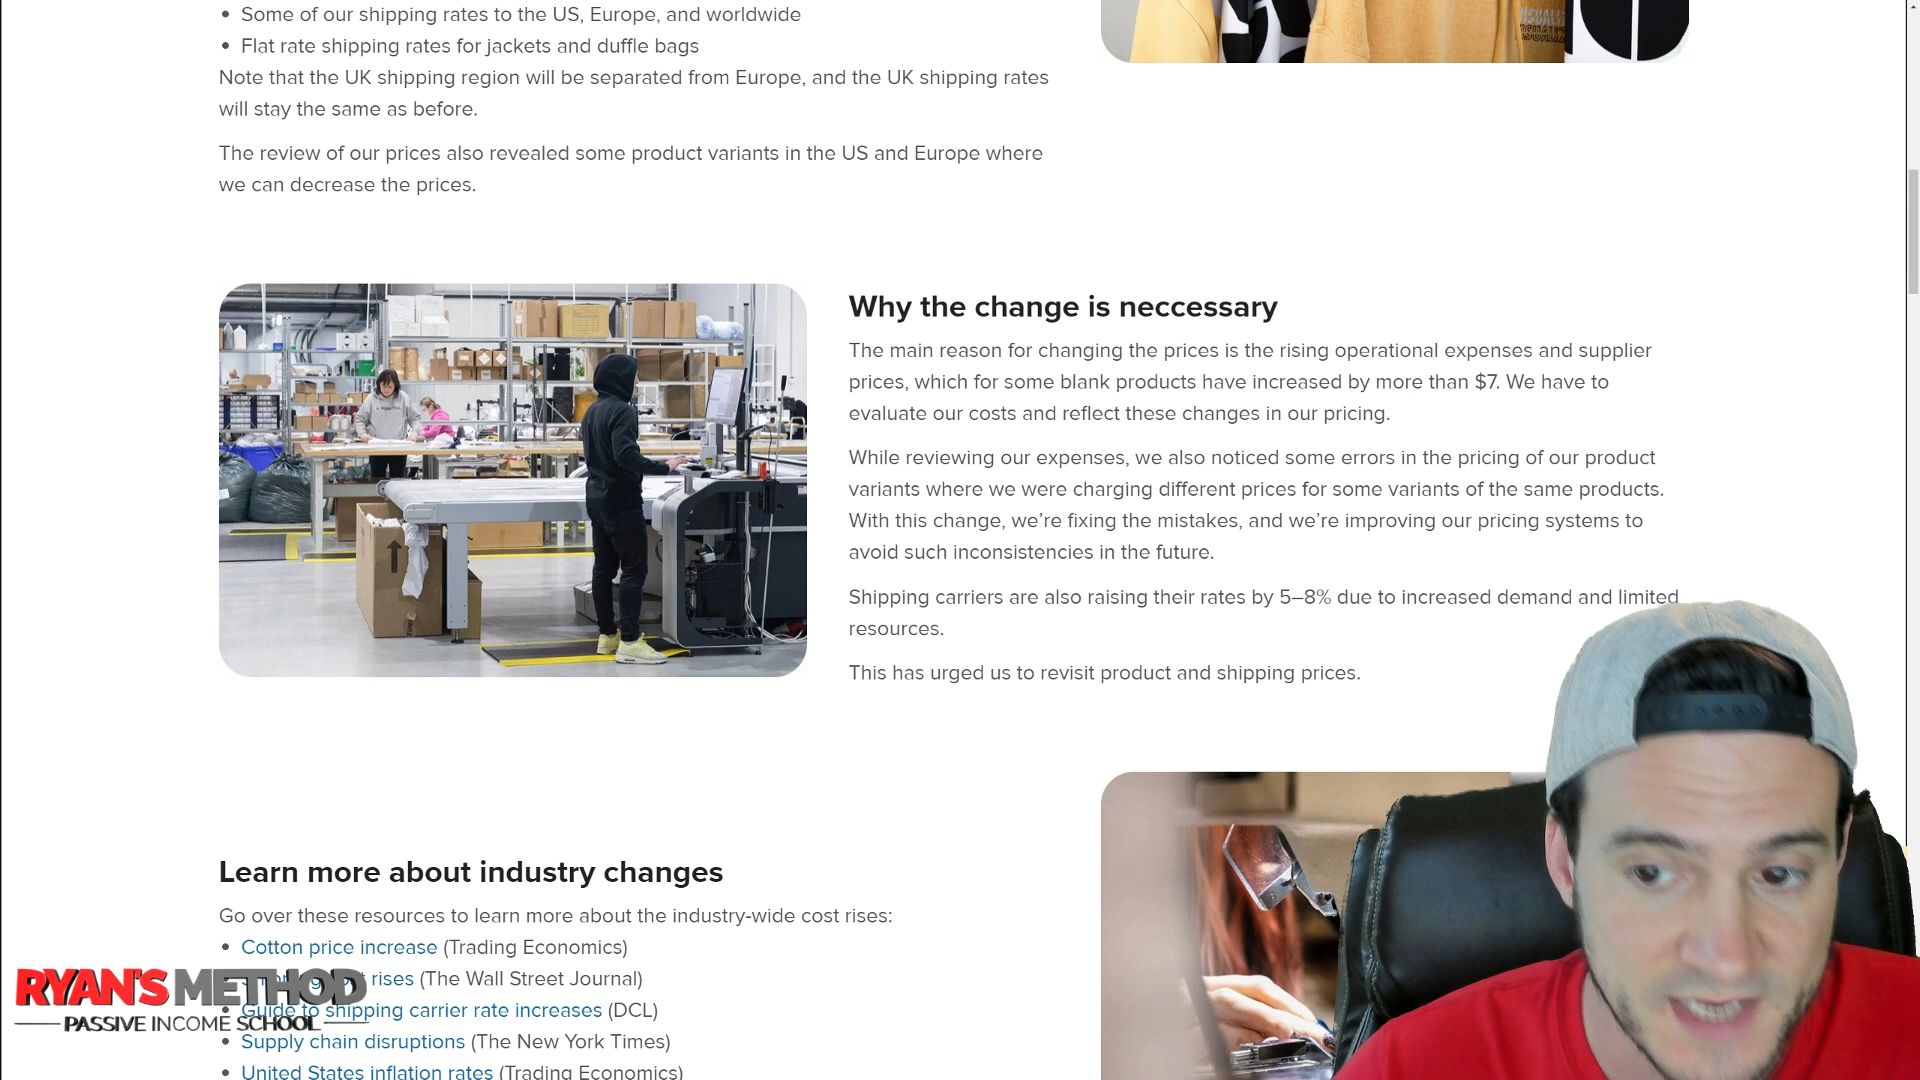 Some of our shipping rates to the US, Europe, and worldwide
Flat rate shipping rates for jackets and duffle bags
Note that the UK shipping region will be separated from Europe, and the UK shipping rates
will stay the same as before.
The review of our prices also revealed some product variants in the US and Europe where
we can decrease the prices.
Why the change is neccessary
The main reason for changing the prices is the rising operational expenses and supplier
prices, which for some blank products have increased by more than $7. We have to
evaluate our costs and reflect these changes in our pricing.
While reviewing our expenses, we also noticed some errors in the pricing of our product
variants where we were charging different prices for some variants of the same products.
With this change, we’re fixing the mistakes, and we’re improving our pricing systems to
avoid such inconsistencies in the future.
Shipping carriers are also raising their rates by 5–8% due to increased demand and limited
resources.
This has urged us to revisit product and shipping prices.
Learn more about industry changes
Go over these resources to learn more about the industry-wide cost rises:
Cotton price increase (Trading Economics)
rises (The Wall Street Journal)
Guide to shipping carrier rate increases (DCL)
Supply chain disruptions (The New York Times)
United States inflation rates (Trading Economics)
RYAN'S METHOD
PASSIVE INCOME SCHOOL